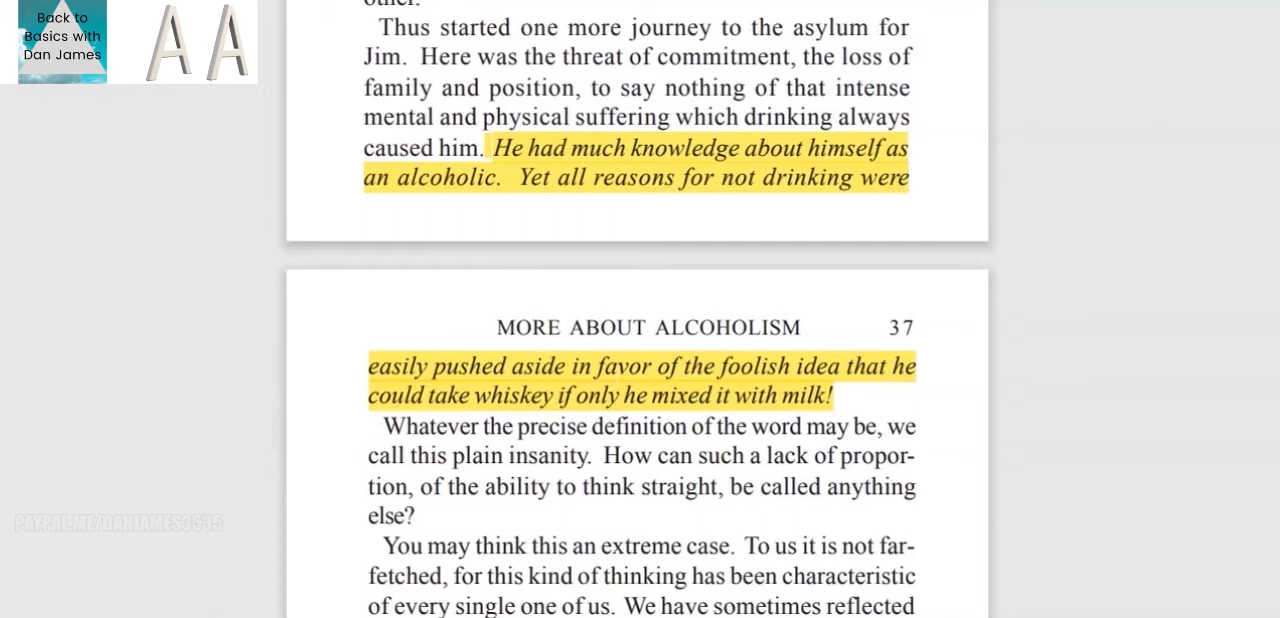 Back to
Basics with
Dan James
A A
Thus started one more journey to the asylum for
Jim. Here was the threat of commitment, the loss of
family and position, to say nothing of that intense
mental and physical suffering which drinking always
caused him. He had much knowledge about himself as
an alcoholic. Yet all reasons for not drinking were
MORE ABOUT ALCOHOLISM 37
easily pushed aside in favor of the foolish idea that he
could take whiskey if only he mixed it with milk!
Whatever the precise definition of the word may be, we
call this plain insanity. How can such a lack of propor-
tion, of the ability to think straight, be called anything
else?
You may think this an extreme case. To us it is not far-
fetched, for this kind of thinking has been characteristic
of every single one of us. We have sometimes reflected
PAYPAL.ME/DANJAMES3535